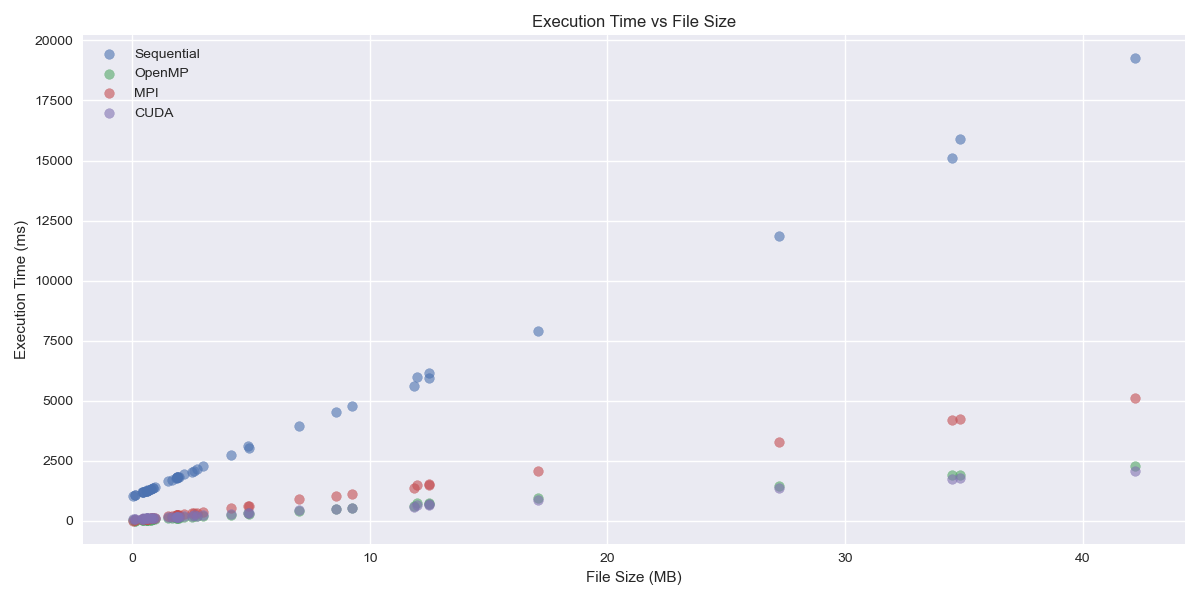 Execution Time vs File Size
Sequential
OpenMP
MPI
CUDA
Execution Time (ms)
20000
17500
15000
12500
10000
7500
5000
2500
0
0 10 20 30 40
File Size (MB)